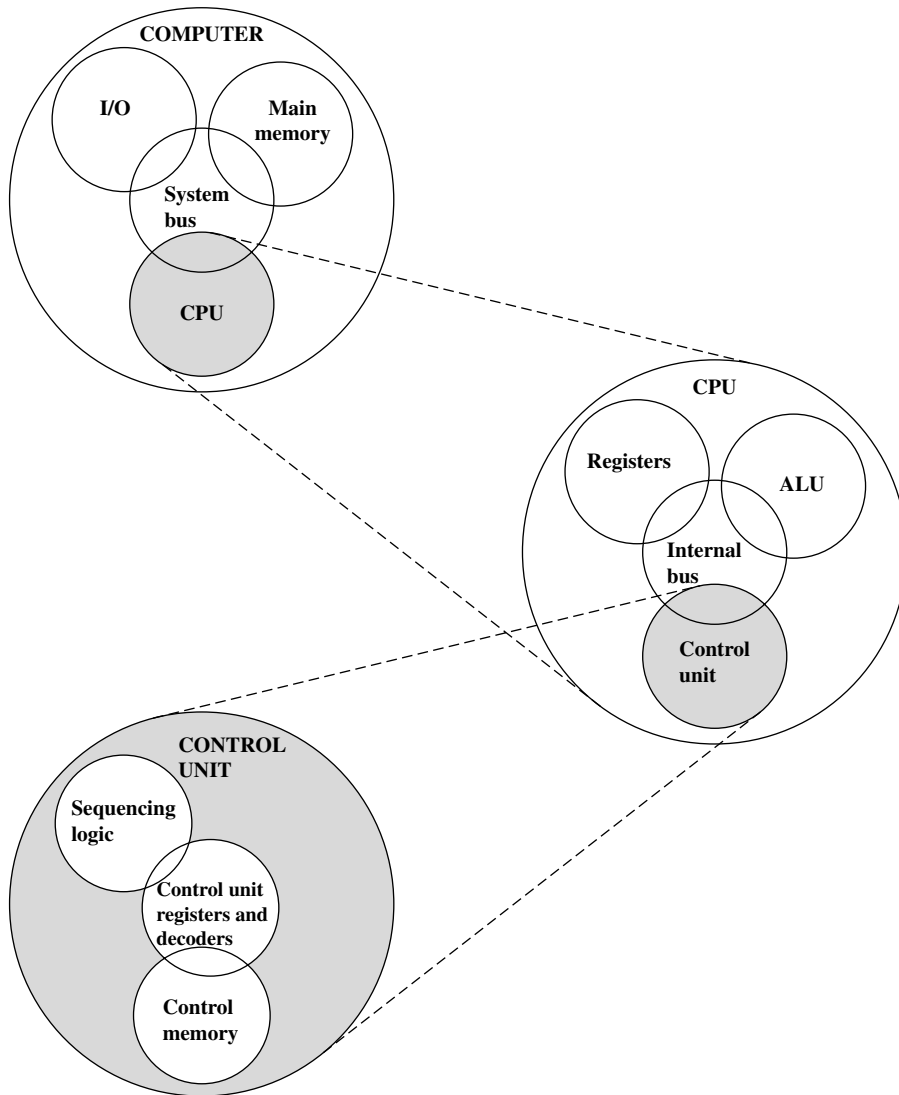 COMPUTER
I/O
Main
memory
System
bus
CPU
CPU
Registers
ALU
Internal
bus
Control
unit
CONTROL
UNIT
Sequencing
logic
Control unit
registers and
decoders
Control
memory